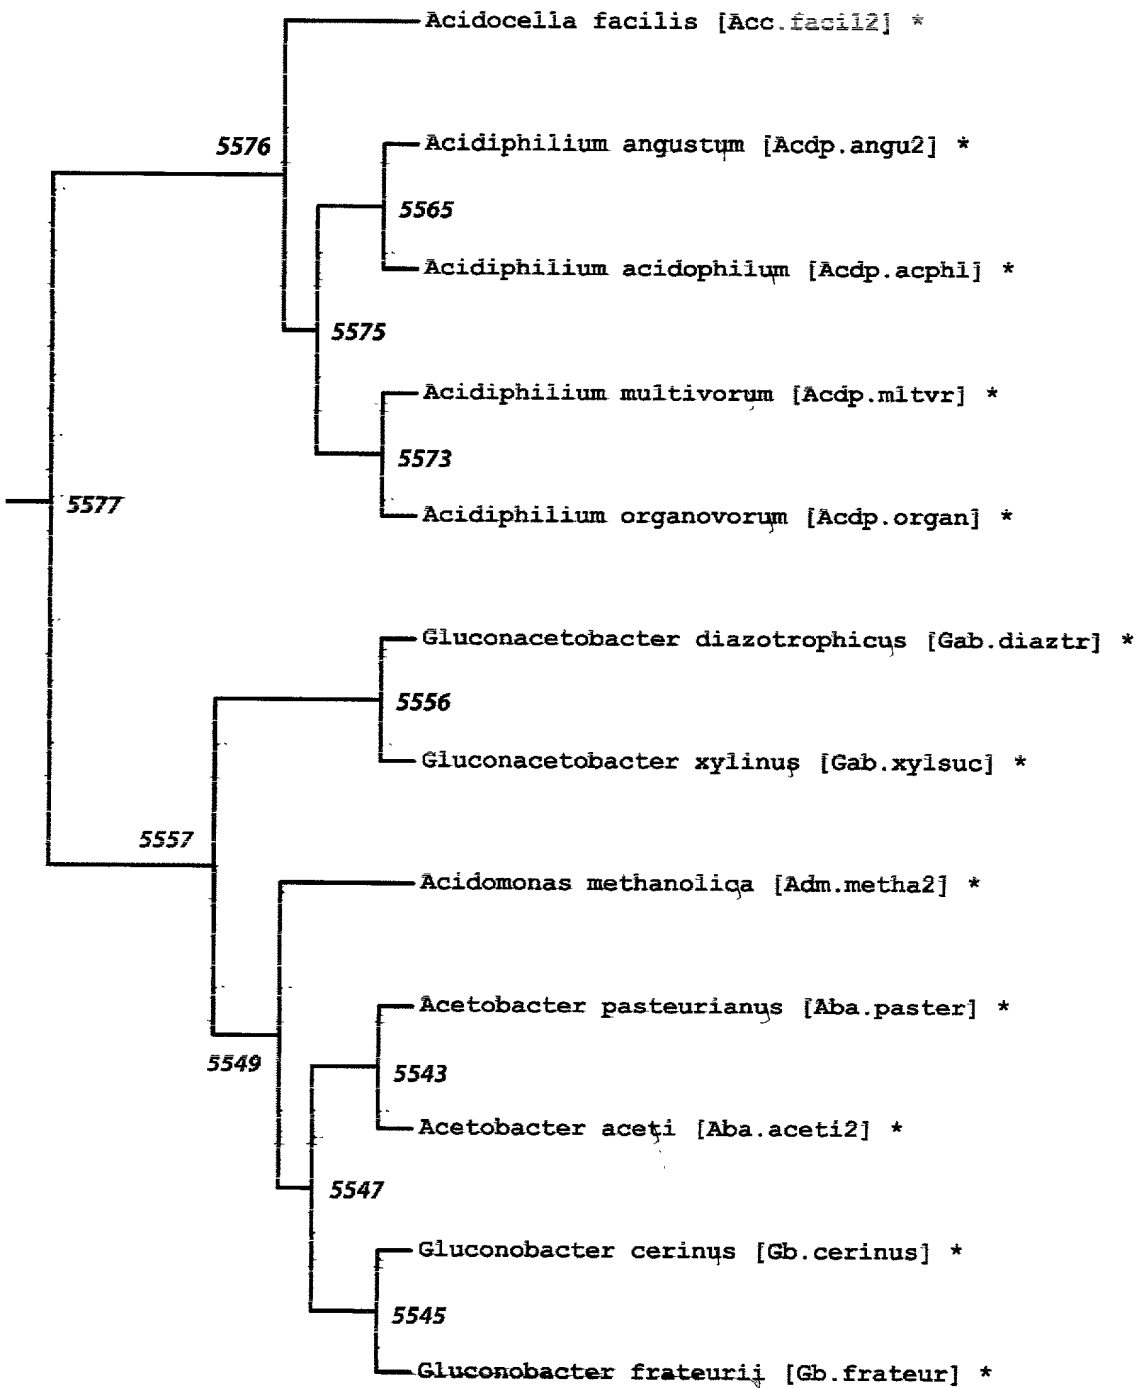 Acidocella facilis [Acc.facil2] *
5576
Acidiphilium angustum [Acdp.angu2] *
5565
Acidiphilium acidophilum [Acdp.acphl] *
5575
Acidiphilium multivorum [Acdp.mltvr] *
5573
5577
Acidiphilium organovorum [Acdp.organ] *
Gluconacetobacter diazotrophicus [Gab.diaztr] *
5556
Gluconacetobacter xylinus [Gab.xylsuc] *
5557
Acidomonas methanolica [Adm.metha2] *
Acetobacter pasteurianus [Aba.paster] *
5549
5543
Acetobacter aceti [Aba.aceti2] *
5547
Gluconobacter cerinus [Gb.cerinus] *
5545
Gluconobacter frateurii [Gb.frateur] *